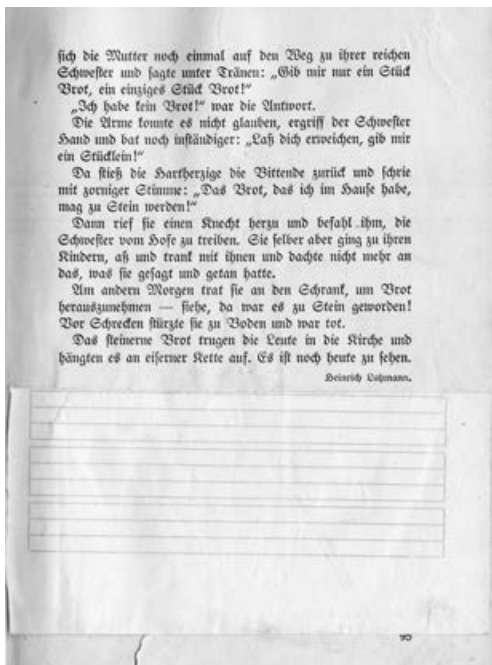 sich die Mutter noch einmal auf den Weg zu ihrer reichen
Schwester und sagte unter Tränen: „Gib mir nur ein Stück
Brot, ein einziges Stück Brot!“
„Ich habe kein Brot!“ war die Antwort.
Die Arme konnte es nicht glauben, ergriff der Schwester
Hand und bat noch inständiger: „Laß dich erweichen, gib mir
ein Stücklein!“
Da stieß die Hartherzige die Bittende zurück und schrie
mit zorniger Stimme: „Das Brot, das ich im Hause habe,
mag zu Stein werden!“
Dann rief sie einen Knecht herzu und befahl ihm, die
Schwester vom Hofe zu treiben. Sie selber aber ging zu ihren
Kindern, aß und trank mit ihnen und dachte nicht mehr an
das, was sie gesagt und getan hatte.
Am andern Morgen trat sie an den Schrank, um Brot
herauszunehmen — siehe, da war es zu Stein geworden!
Vor Schrecken stürzte sie zu Boden und war tot.
Das steinerne Brot trugen die Leute in die Kirche und
hängten es an eiserner Kette auf. Es ist noch heute zu sehen.
Heinrich Luhmann.